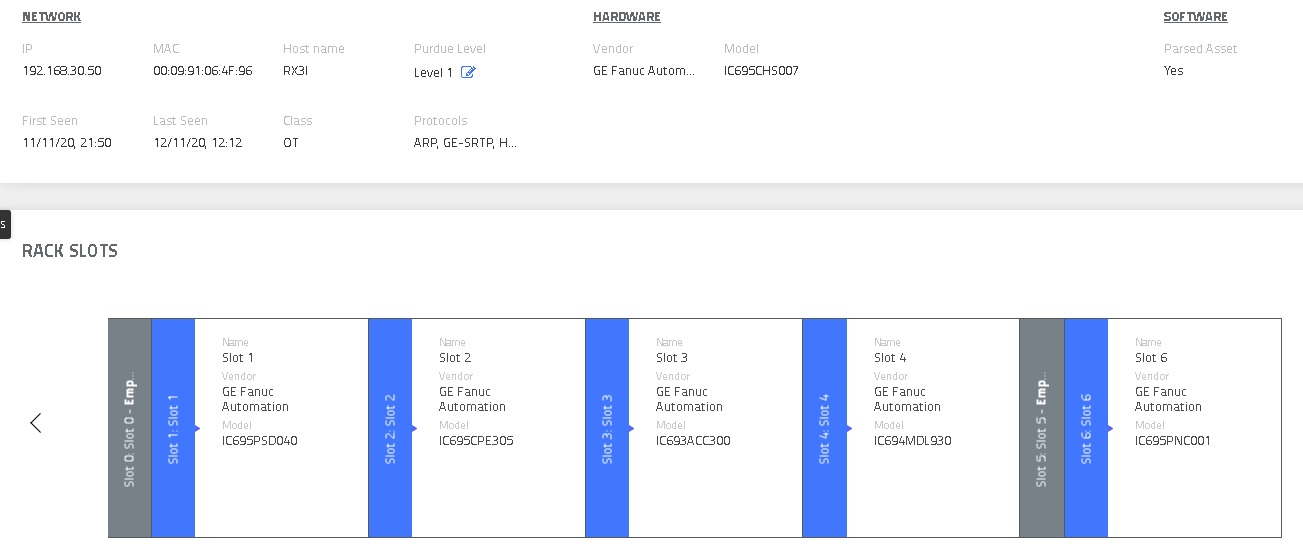 NETWORK
HARDWARE
SOFTWARE
IP
MAC
Host name
Purdue Level
Vendor
Model
Parsed Asset
192.168.30.50
00:09:91:06:4F:96
RX3I
Level 1
GE Fanuc Autom...
IC695CHS007
Yes
First Seen
Last Seen
Class
Protocols
11/11/20, 21:50
12/11/20, 12:12
OT
ARP, GE-SRTP, H...
s
RACK SLOTS
Slot 0: Slot 0 - Emp...
Slot 1: Slot 1
Name
Slot 1
Vendor
GE Fanuc
Automation
Model
IC695PSD040
Slot 2: Slot 2
Name
Slot 2
Vendor
GE Fanuc
Automation
Model
IC695CPE305
Slot 3: Slot 3
Name
Slot 3
Vendor
GE Fanuc
Automation
Model
IC693ACC300
Slot 4: Slot 4
Name
Slot 4
Vendor
GE Fanuc
Automation
Model
IC694MDL930
Slot 5: Slot 5 - Emp...
Slot 6: Slot 6
Name
Slot 6
Vendor
GE Fanuc
Automation
Model
IC695PNC001